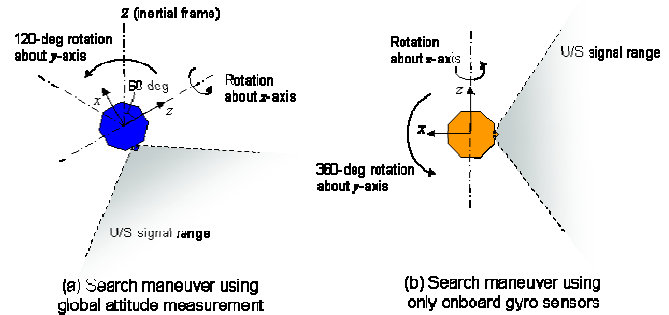 Z (inertial frame)
120-deg rotation
about y-axis
60 deg
x
z
Rotation
about x-axis
U/S signal range
(a) Search maneuver using
global attitude measurement
Rotation
about x-axis
z
x
U/S signal range
360-deg rotation
about y-axis
(b) Search maneuver using
only onboard gyro sensors